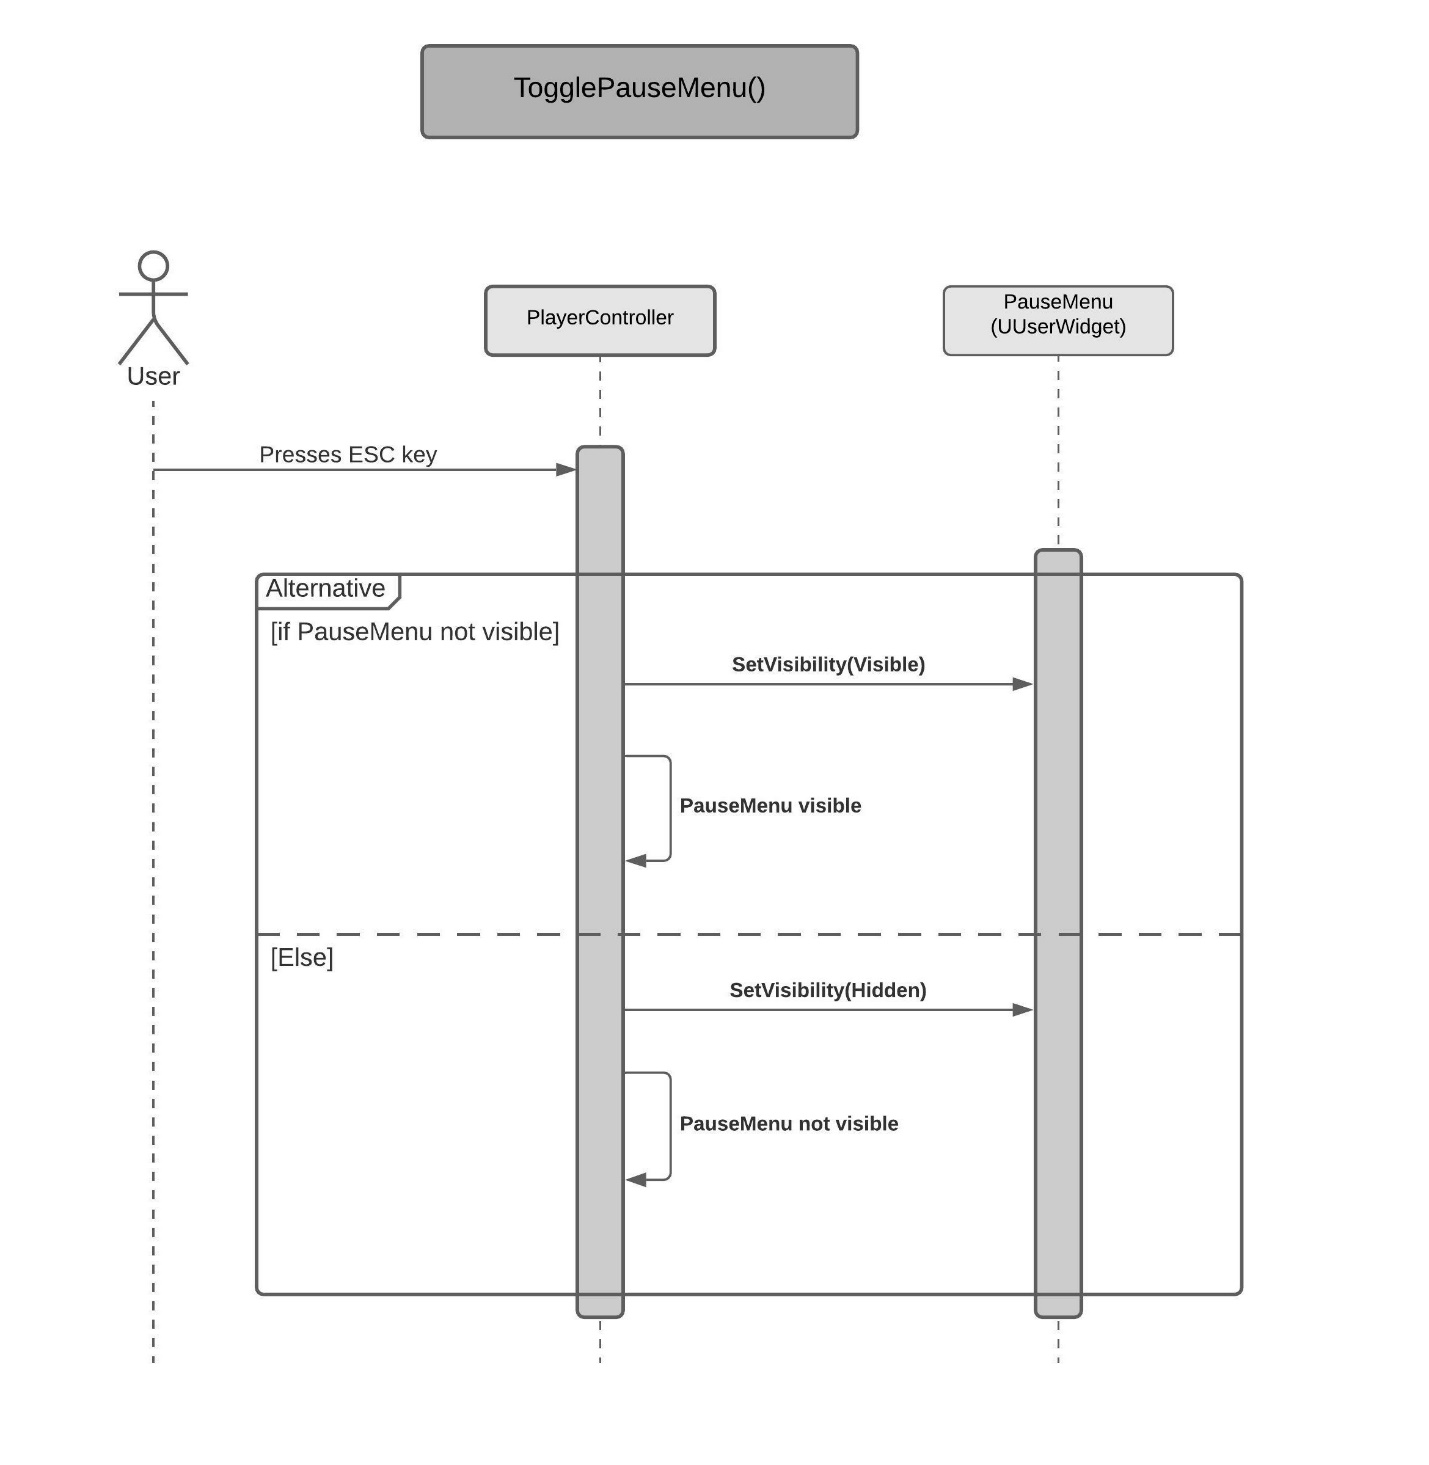 TogglePauseMenu()
User
PlayerController
PauseMenu
(UUserWidget)
Presses ESC key
Alternative
[if PauseMenu not visible]
SetVisibility(Visible)
PauseMenu visible
[Else]
SetVisibility(Hidden)
PauseMenu not visible